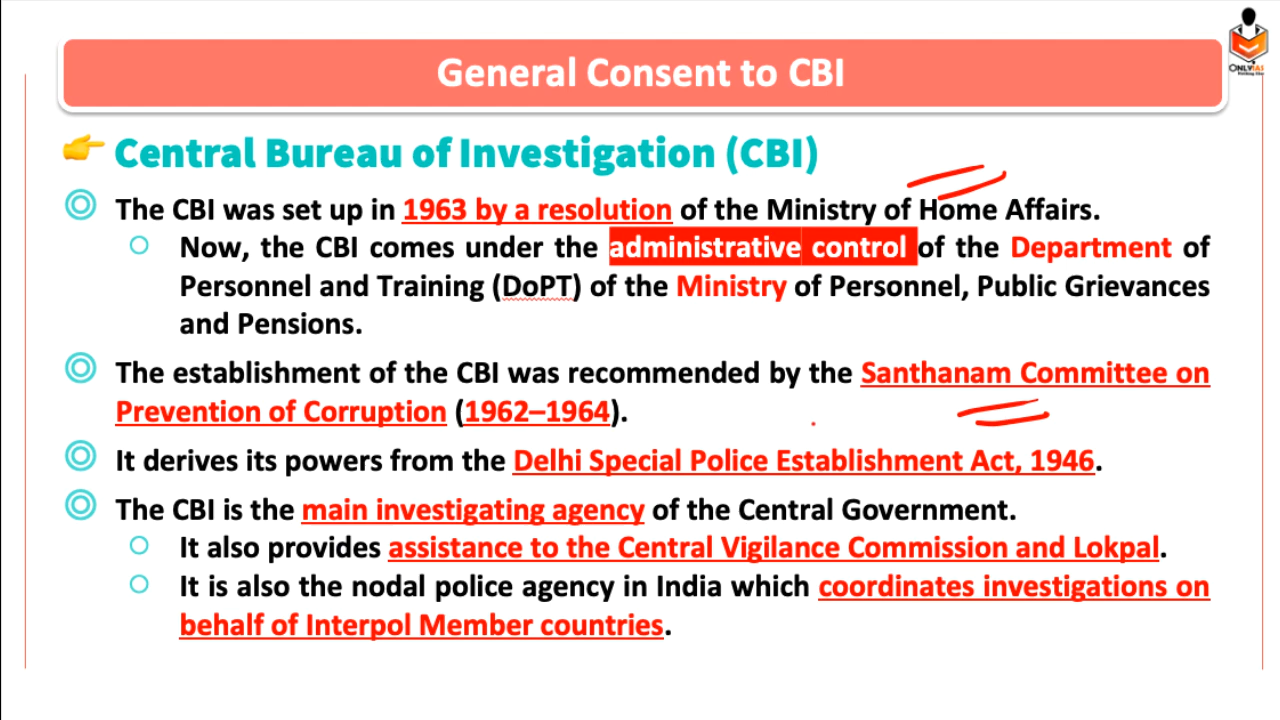 General Consent to CBI
ONLYIAS
Central Bureau of Investigation (CBI)
The CBI was set up in 1963 by a resolution of the Ministry of Home Affairs.
Now, the CBI comes under the administrative control of the Department of
Personnel and Training (DoPT) of the Ministry of Personnel, Public Grievances
and Pensions.
The establishment of the CBI was recommended by the Santhanam Committee on
Prevention of Corruption (1962–1964).
It derives its powers from the Delhi Special Police Establishment Act, 1946.
The CBI is the main investigating agency of the Central Government.
It also provides assistance to the Central Vigilance Commission and Lokpal.
It is also the nodal police agency in India which coordinates investigations on
behalf of Interpol Member countries.